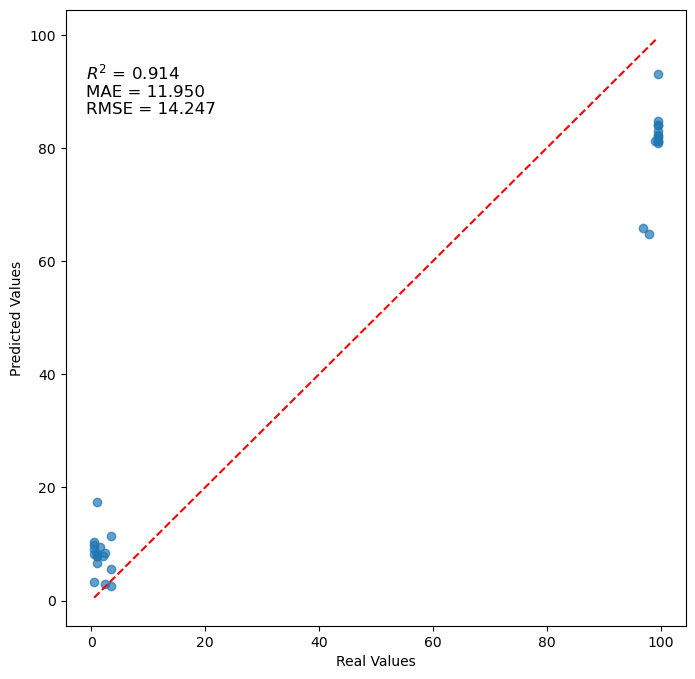 R² = 0.914
MAE = 11.950
RMSE = 14.247
100
80
60
40
20
0
Predicted Values
0 20 40 60 80 100
Real Values